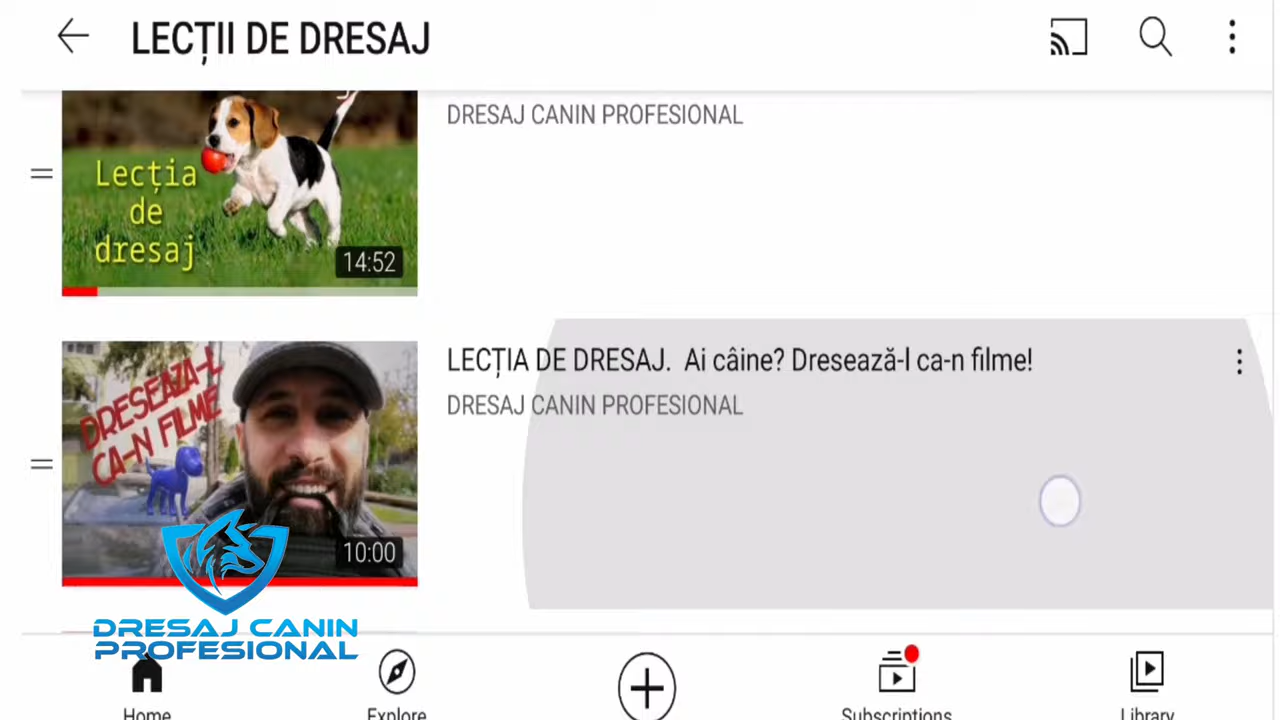 LECȚII DE DRESAJ
DRESAJ CANIN PROFESIONAL
Lecția
de
dresaj
14:52
LECȚIA DE DRESAJ. Ai câine? Dresează-l ca-n filme!
DRESAJ CANIN PROFESIONAL
DRESEAZĂ-L
CA-N FILME
10:00
DRESAJ CANIN
PROFESIONAL
Home
Explore
Subscriptions
Library